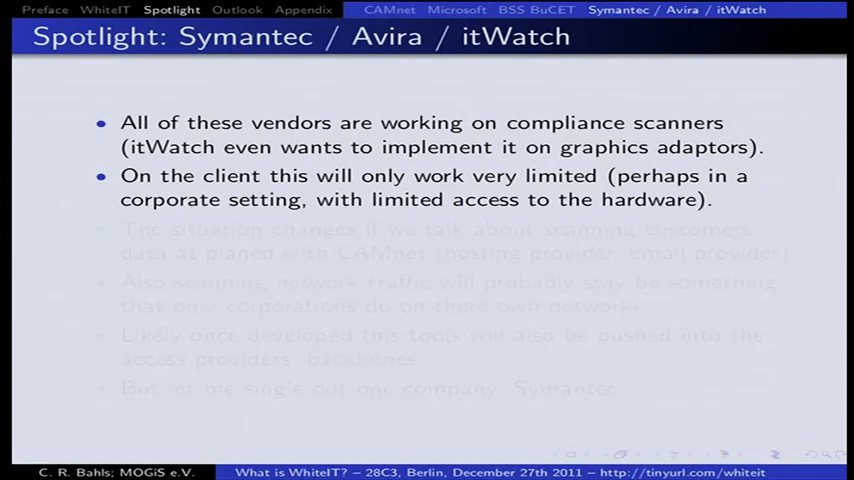 Preface WhiteIT Spotlight Outlook Appendix CAMnet Microsoft BSS BuCET Symantec / Avira / itWatch
Spotlight: Symantec / Avira / itWatch
• All of these vendors are working on compliance scanners
(itWatch even wants to implement it on graphics adaptors).
• On the client this will only work very limited (perhaps in a
corporate setting, with limited access to the hardware).
• The situation changes if we talk about scanning customers
data as planed with CAMnet (hosting provider, email provider)
• Also scanning network traffic will probably stay be something
that only corporations do on there own network.
• Likely once developed this tools will also be pushed into the
access providers backbones
• But let me single out one company: Symantec
C. R. Bahls; MOGiS e.V. What is WhiteIT? – 28C3, Berlin, December 27th 2011 – http://tinyurl.com/whiteit